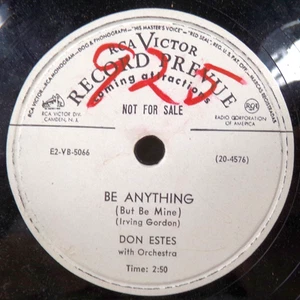 RCA VICTOR
RECORD PREVUE
coming attractions
NOT FOR SALE
RCA VICTOR DIV.
CAMDEN, N. J.
RADIO CORPORATION
OF AMERICA
E2-VB-5066
(20-4576)
BE ANYTHING
(But Be Mine)
(Irving Gordon)
DON ESTES
with Orchestra
Time: 2:50